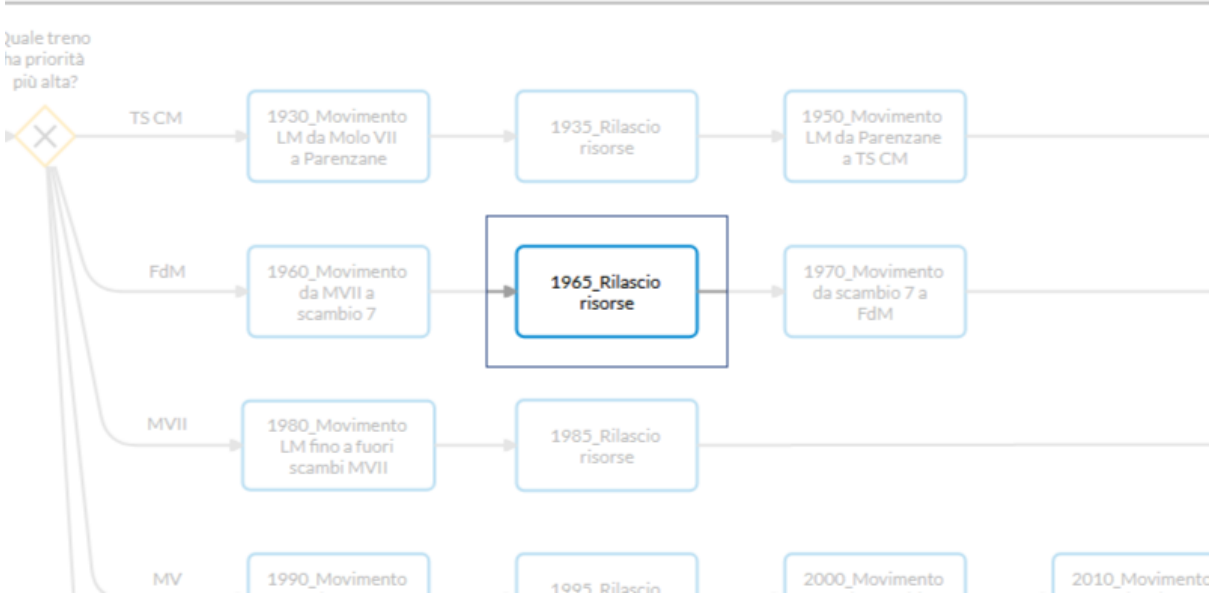 Quale treno
ha priorità
più alta?
TS CM
1930_Movimento
LM da Molo VII
a Parenzane
1935_Rilascio
risorse
1950_Movimento
LM da Parenzane
a TS CM
FdM
1960_Movimento
da MVII a
scambio 7
1965_Rilascio
risorse
1970_Movimento
da scambio 7 a
FdM
MVII
1980_Movimento
LM fino a fuori
scambi MVII
1985_Rilascio
risorse
MV
1990_Movimento
1995_Rilascio
2000_Movimento
2010_Movimento